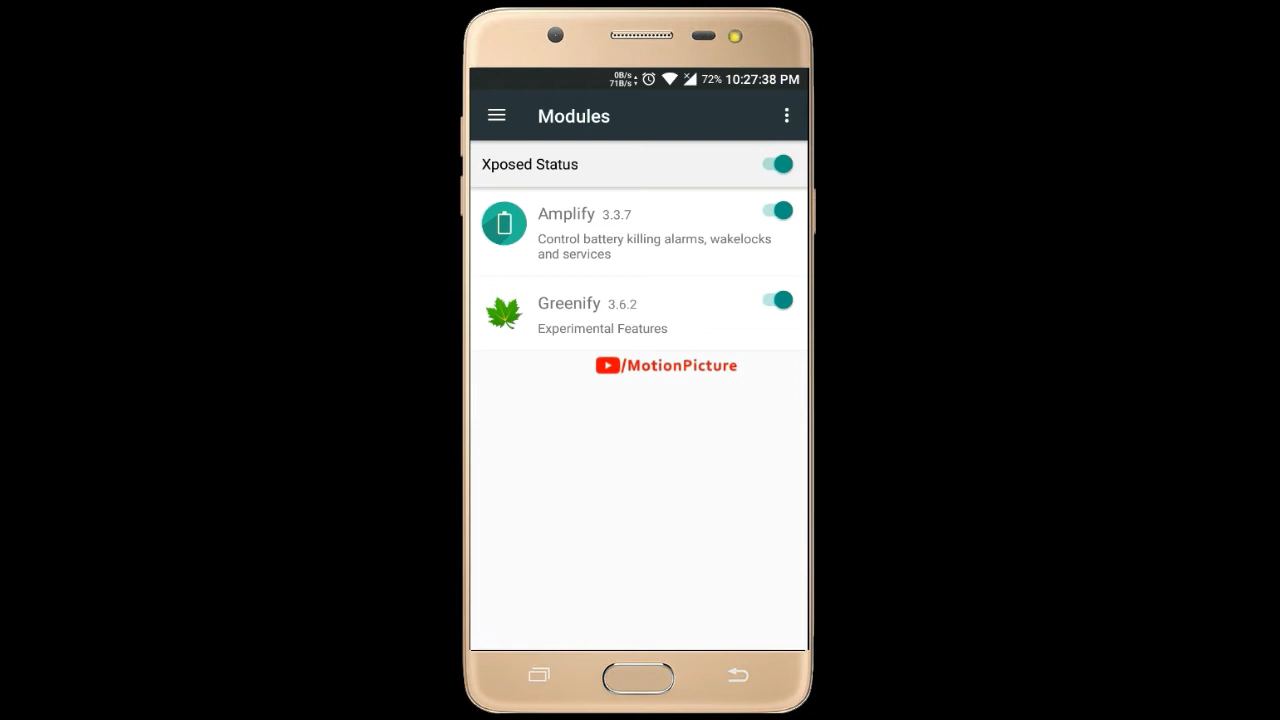 0B/s
71B/s
72% 10:27:38 PM
Modules
Xposed Status
Amplify 3.3.7
Control battery killing alarms, wakelocks
and services
Greenify 3.6.2
Experimental Features
/MotionPicture